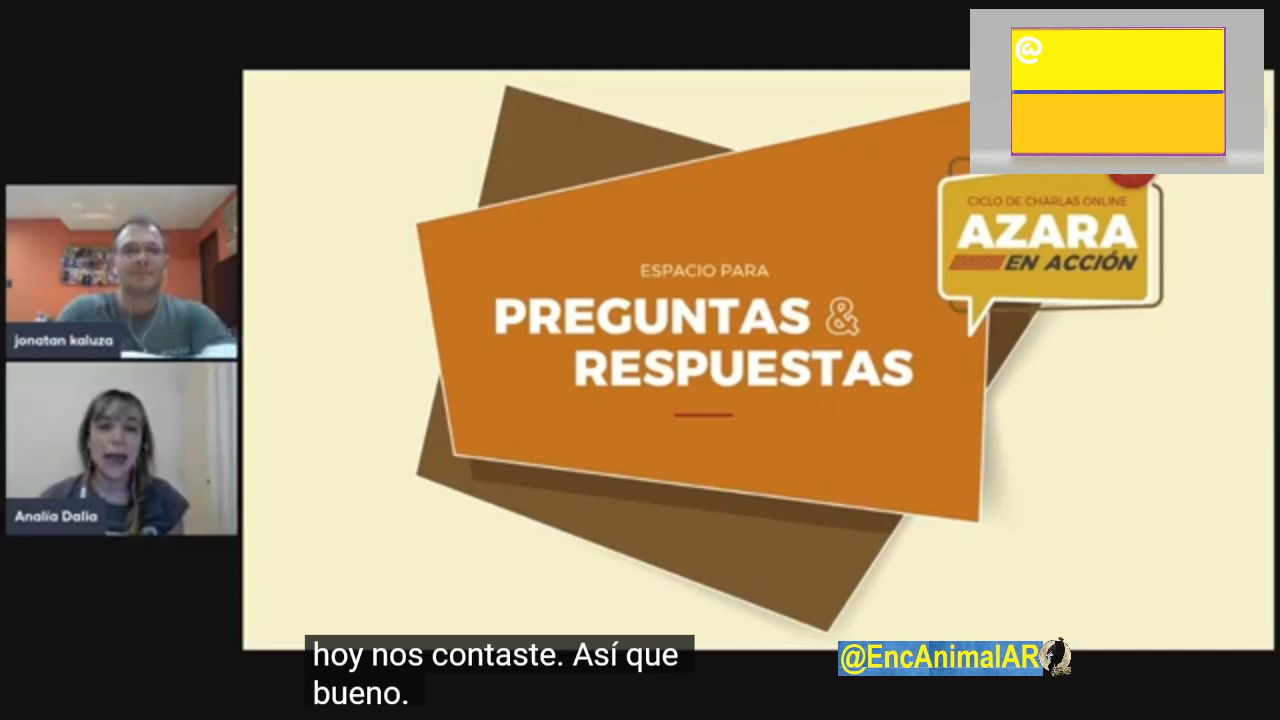 @
CICLO DE CHARLAS ONLINE
AZARA
EN ACCIÓN
ESPACIO PARA
PREGUNTAS &
RESPUESTAS
jonatan kaluza
Analía Dalia
hoy nos contaste. Así que
bueno.
@EncAnimalAR